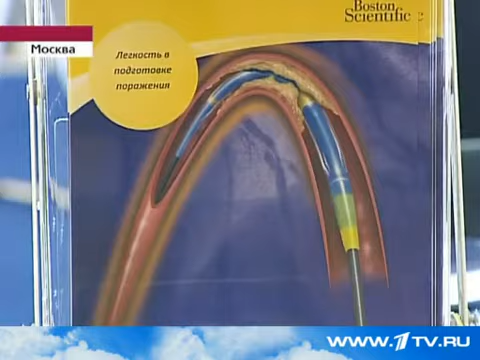 Boston
Scientific
Москва
Легкость в
подготовке
поражения
WWW.1TV.RU